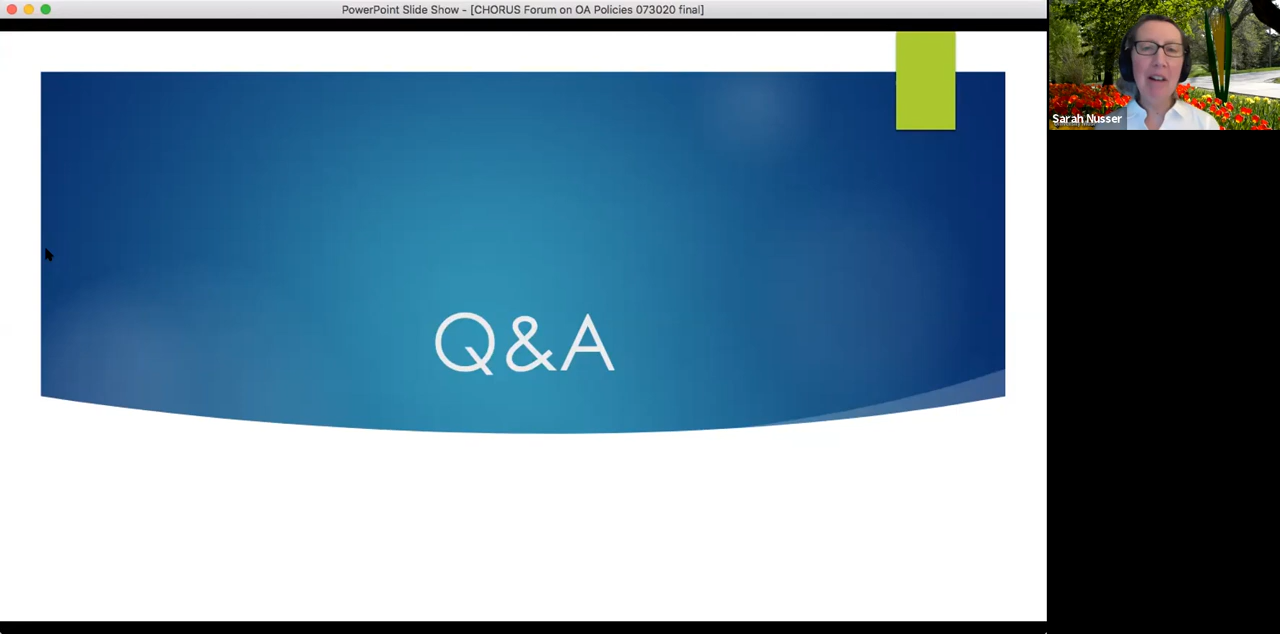 PowerPoint Slide Show - [CHORUS Forum on OA Policies 073020 final]
Sarah Nusser
Q&A